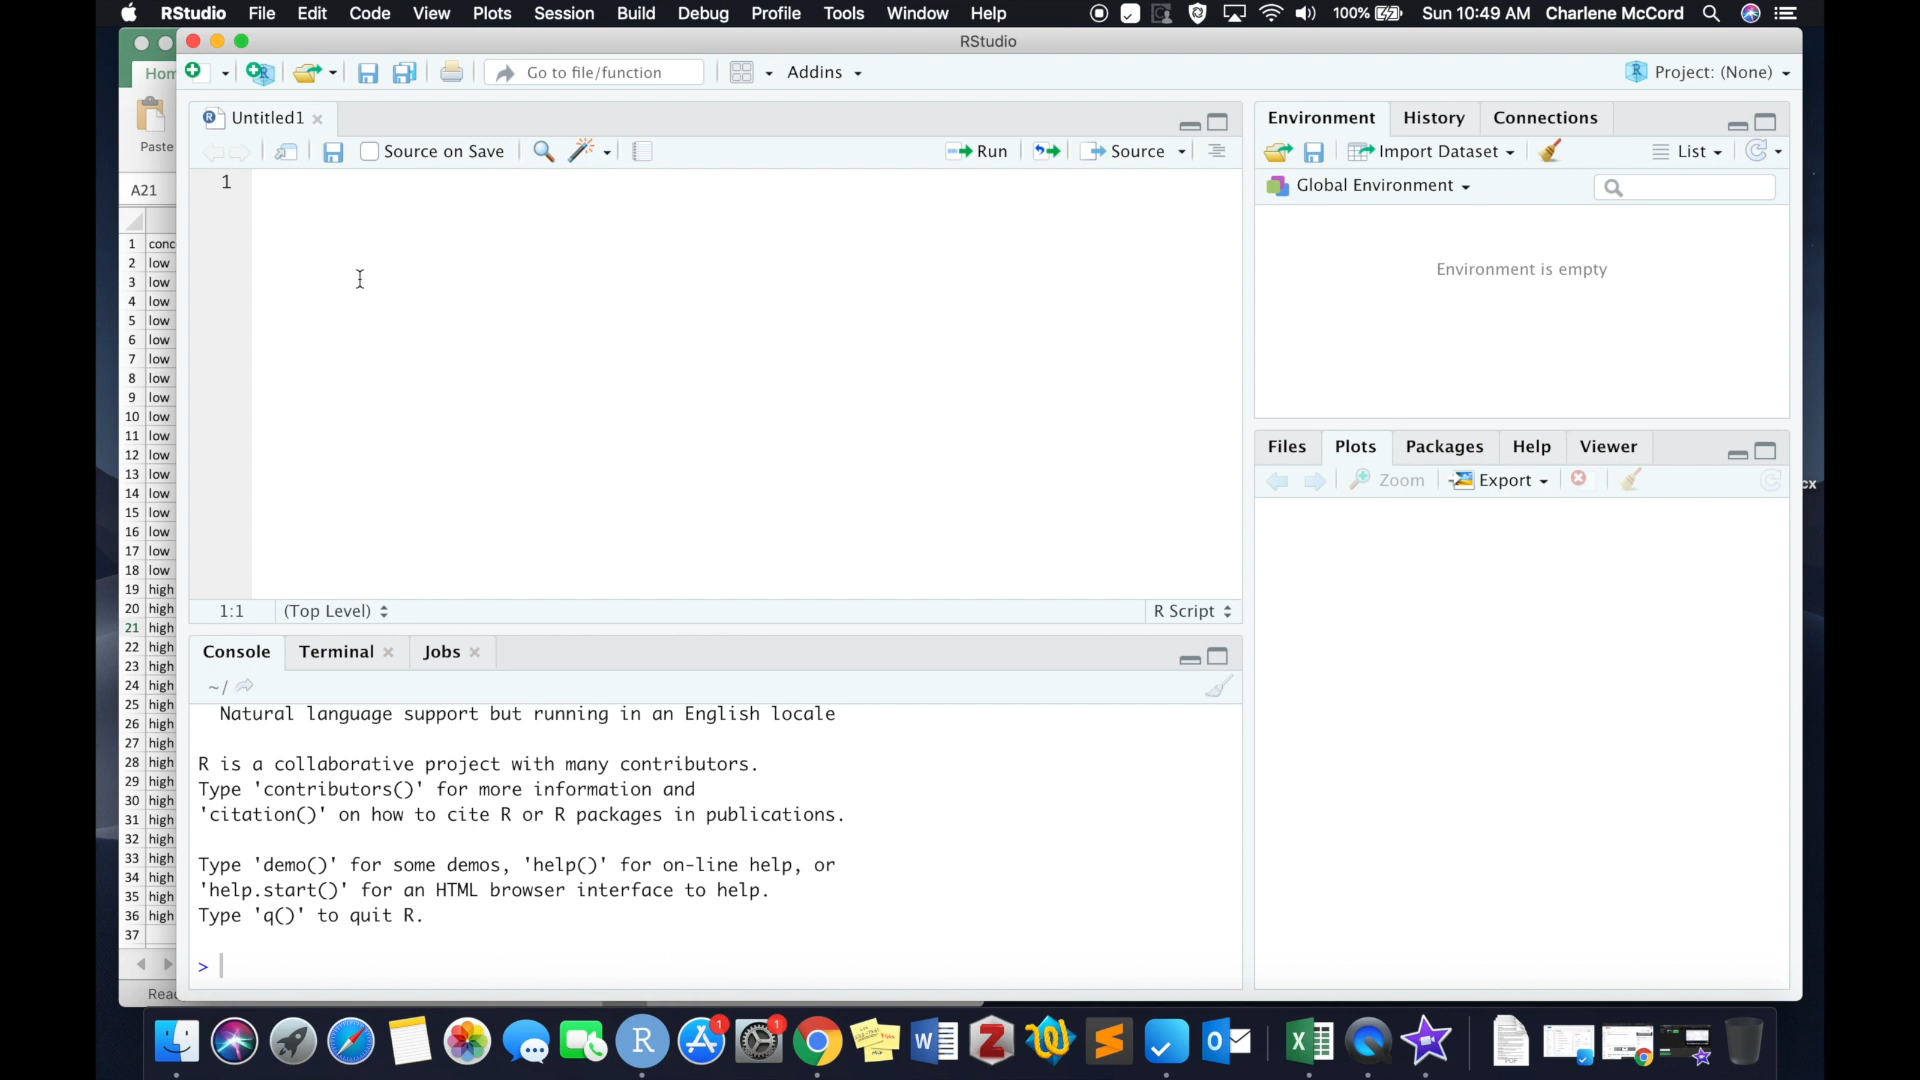 RStudio File Edit Code View Plots Session Build Debug Profile Tools Window Help 100% Sun 10:49 AM Charlene McCord
RStudio
Hom
Go to file/function Addins Project: (None)
Paste
A21
Untitled1
Source on Save Run Source
1
1:1 (Top Level) R Script
Environment History Connections
Import Dataset List
Global Environment
Environment is empty
Files Plots Packages Help Viewer
Zoom Export
cx
1 conc
2 low
3 low
4 low
5 low
6 low
7 low
8 low
9 low
10 low
11 low
12 low
13 low
14 low
15 low
16 low
17 low
18 low
19 high
20 high
21 high
22 high
23 high
24 high
25 high
26 high
27 high
28 high
29 high
30 high
31 high
32 high
33 high
34 high
35 high
36 high
37
Console Terminal Jobs
~/
Natural language support but running in an English locale
R is a collaborative project with many contributors.
Type 'contributors()' for more information and
'citation()' on how to cite R or R packages in publications.
Type 'demo()' for some demos, 'help()' for on-line help, or
'help.start()' for an HTML browser interface to help.
Type 'q()' to quit R.
>